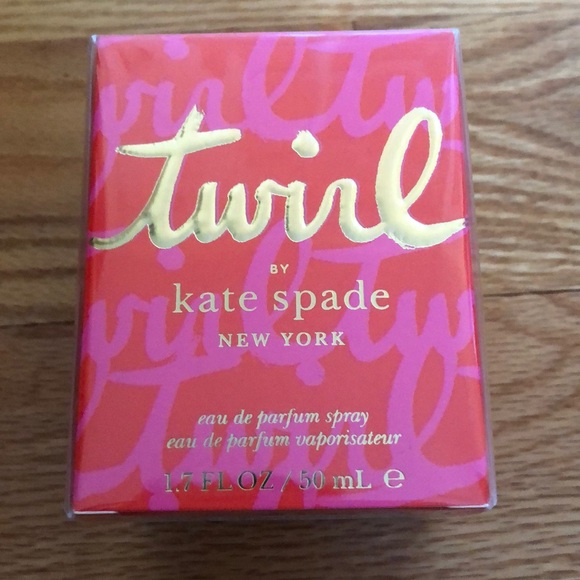 twirl
BY
kate spade
NEW YORK
eau de parfum spray
eau de parfum vaporisateur
1.7 FL OZ / 50 mL ℮